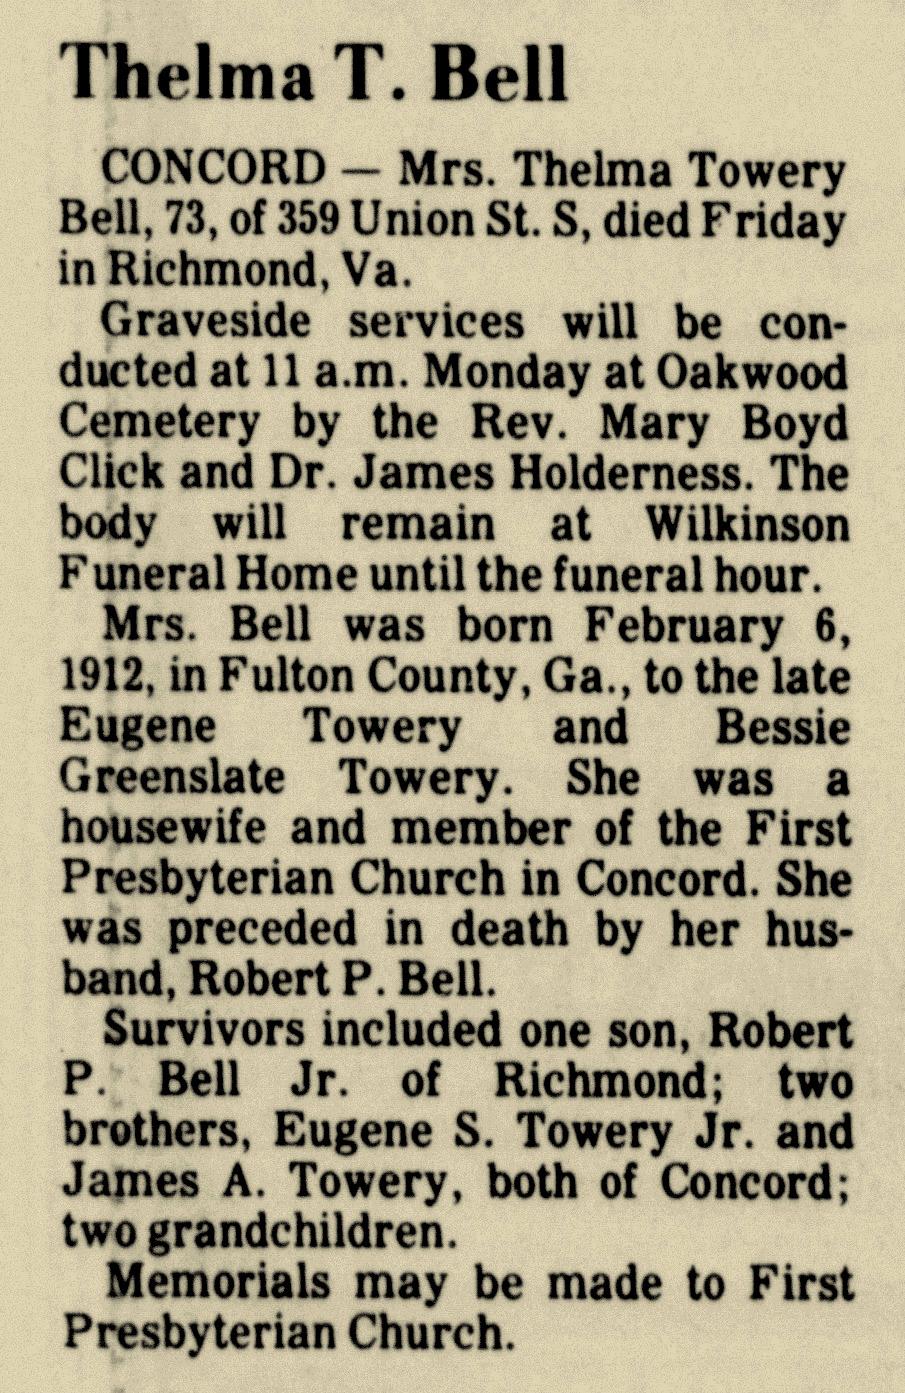 Thelma T. Bell
CONCORD — Mrs. Thelma Towery
Bell, 73, of 359 Union St. S, died Friday
in Richmond, Va.
Graveside services will be con-
ducted at 11 a.m. Monday at Oakwood
Cemetery by the Rev. Mary Boyd
Click and Dr. James Holderness. The
body will remain at Wilkinson
Funeral Home until the funeral hour.
Mrs. Bell was born February 6,
1912, in Fulton County, Ga., to the late
Eugene Towery and Bessie
Greenslate Towery. She was a
housewife and member of the First
Presbyterian Church in Concord. She
was preceded in death by her hus-
band, Robert P. Bell.
Survivors included one son, Robert
P. Bell Jr. of Richmond; two
brothers, Eugene S. Towery Jr. and
James A. Towery, both of Concord;
two grandchildren.
Memorials may be made to First
Presbyterian Church.